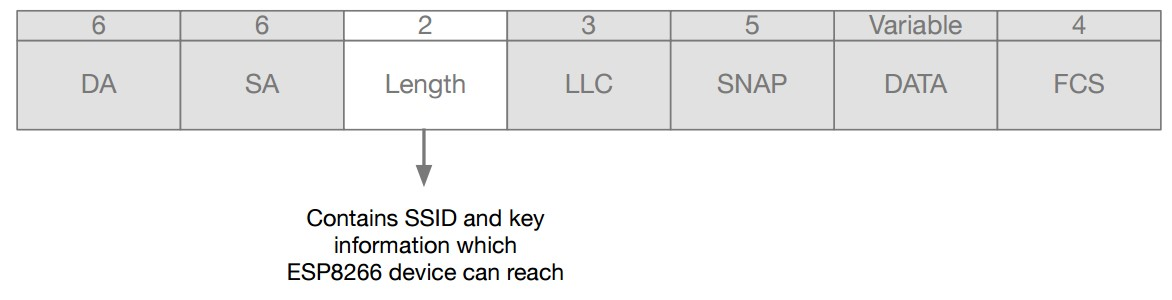 6 6 2 3 5 Variable 4
DA SA Length LLC SNAP DATA FCS
Contains SSID and key
information which
ESP8266 device can reach